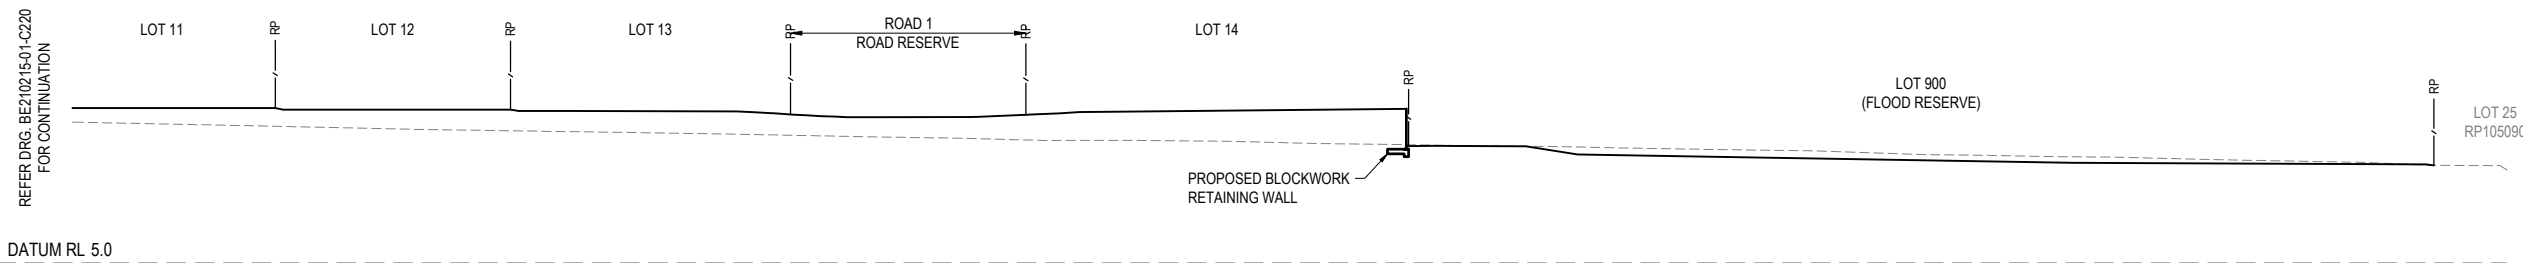 REFER DRG. BE210215-01-C220
FOR CONTINUATION
LOT 11
RP
LOT 12
RP
LOT 13
RP
ROAD 1
ROAD RESERVE
RP
LOT 14
RP
LOT 900
(FLOOD RESERVE)
RP
LOT 25
RP105090
PROPOSED BLOCKWORK
RETAINING WALL
DATUM RL 5.0